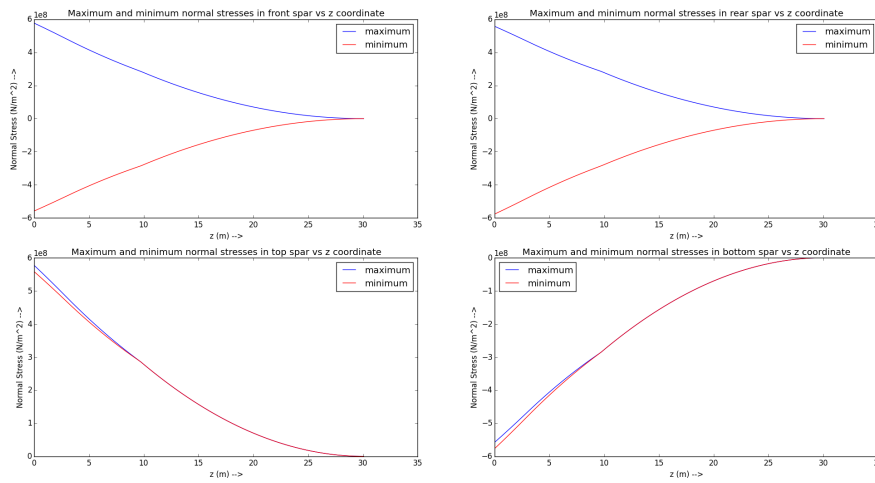 Maximum and minimum normal stresses in front spar vs z coordinate
1e8
6
4
2
0
−2
−4
−6
Normal Stress (N/m^2) -->
0 5 10 15 20 25 30 35
z (m) -->
maximum
minimum
Maximum and minimum normal stresses in rear spar vs z coordinate
1e8
6
4
2
0
−2
−4
−6
Normal Stress (N/m^2) -->
0 5 10 15 20 25 30 35
z (m) -->
maximum
minimum
Maximum and minimum normal stresses in top spar vs z coordinate
1e8
6
5
4
3
2
1
0
Normal Stress (N/m^2) -->
0 5 10 15 20 25 30 35
z (m) -->
maximum
minimum
Maximum and minimum normal stresses in bottom spar vs z coordinate
1e8
0
−1
−2
−3
−4
−5
−6
Normal Stress (N/m^2) -->
0 5 10 15 20 25 30
z (m) -->
maximum
minimum